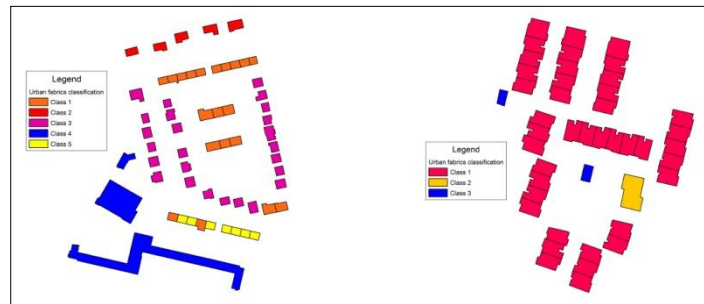 Legend
Urban fabrics classification
Class 1
Class 2
Class 3
Class 4
Class 5
Legend
Urban fabrics classification
Class 1
Class 2
Class 3